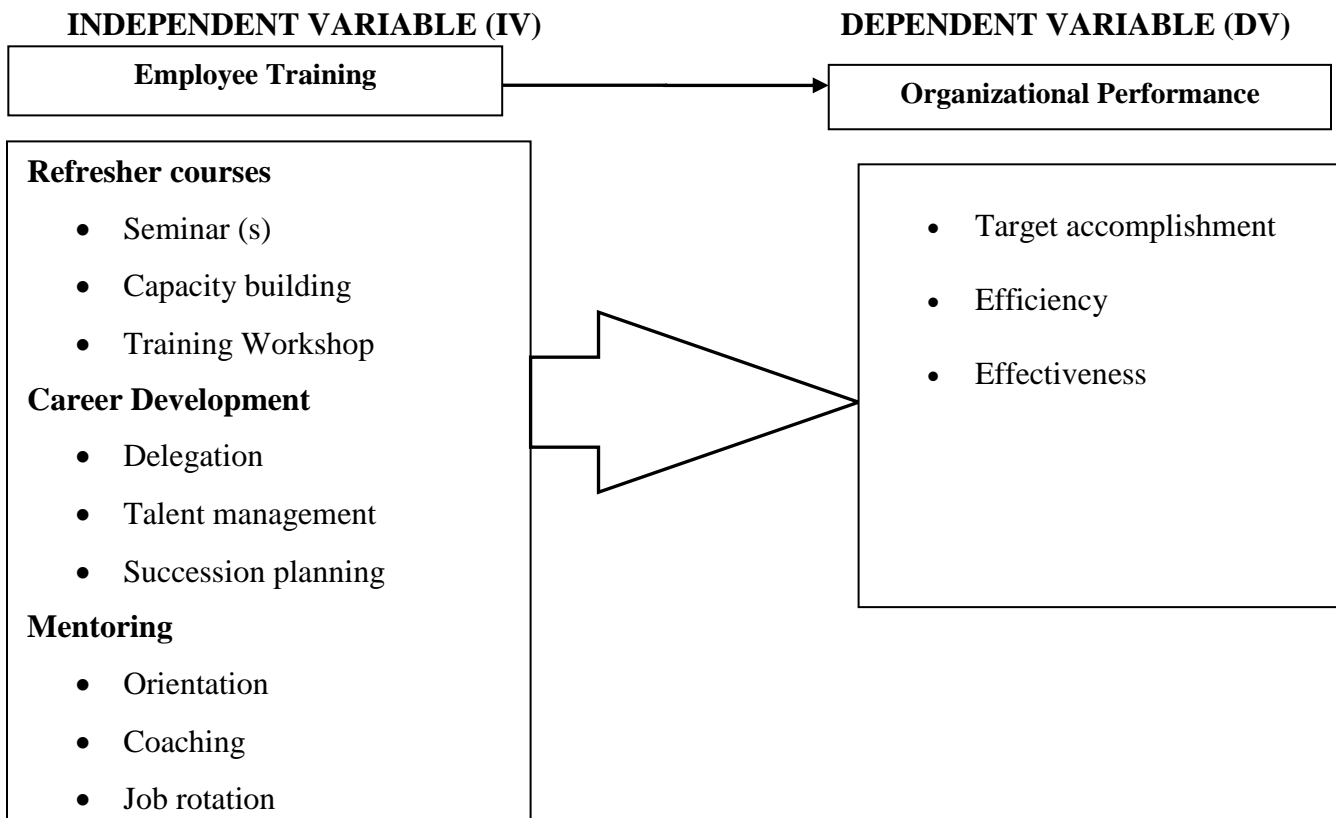 INDEPENDENT VARIABLE (IV)
DEPENDENT VARIABLE (DV)
Employee Training
Organizational Performance
Refresher courses
• Seminar (s)
• Capacity building
• Training Workshop
Career Development
• Delegation
• Talent management
• Succession planning
Mentoring
• Orientation
• Coaching
• Job rotation
• Target accomplishment
• Efficiency
• Effectiveness